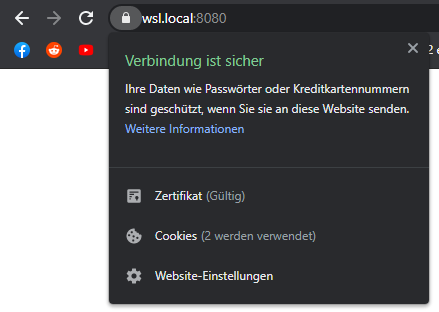 wsl.local:8080
Verbindung ist sicher
Ihre Daten wie Passwörter oder Kreditkartennummern
sind geschützt, wenn Sie sie an diese Website senden.
Weitere Informationen
Zertifikat (Gültig)
Cookies (2 werden verwendet)
Website-Einstellungen